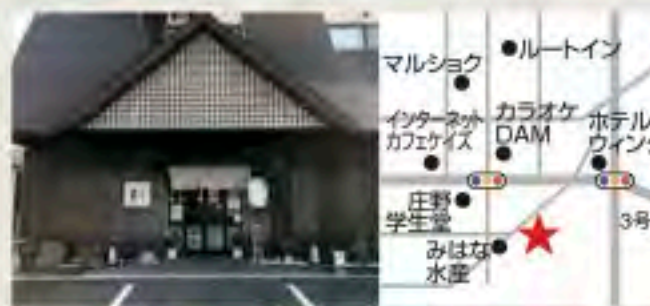 ルートイン
マルショク
インターネット
カフェケイズ
カラオケ
DAM
ホテル
ウィング
庄野
学生堂
みはな
水産
3号